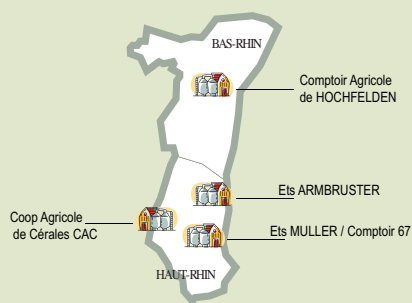 BAS-RHIN
Comptoir Agricole
de HOCHFELDEN
Ets ARMBRUSTER
Coop Agricole
de Cérales CAC
Ets MULLER / Comptoir 67
HAUT-RHIN